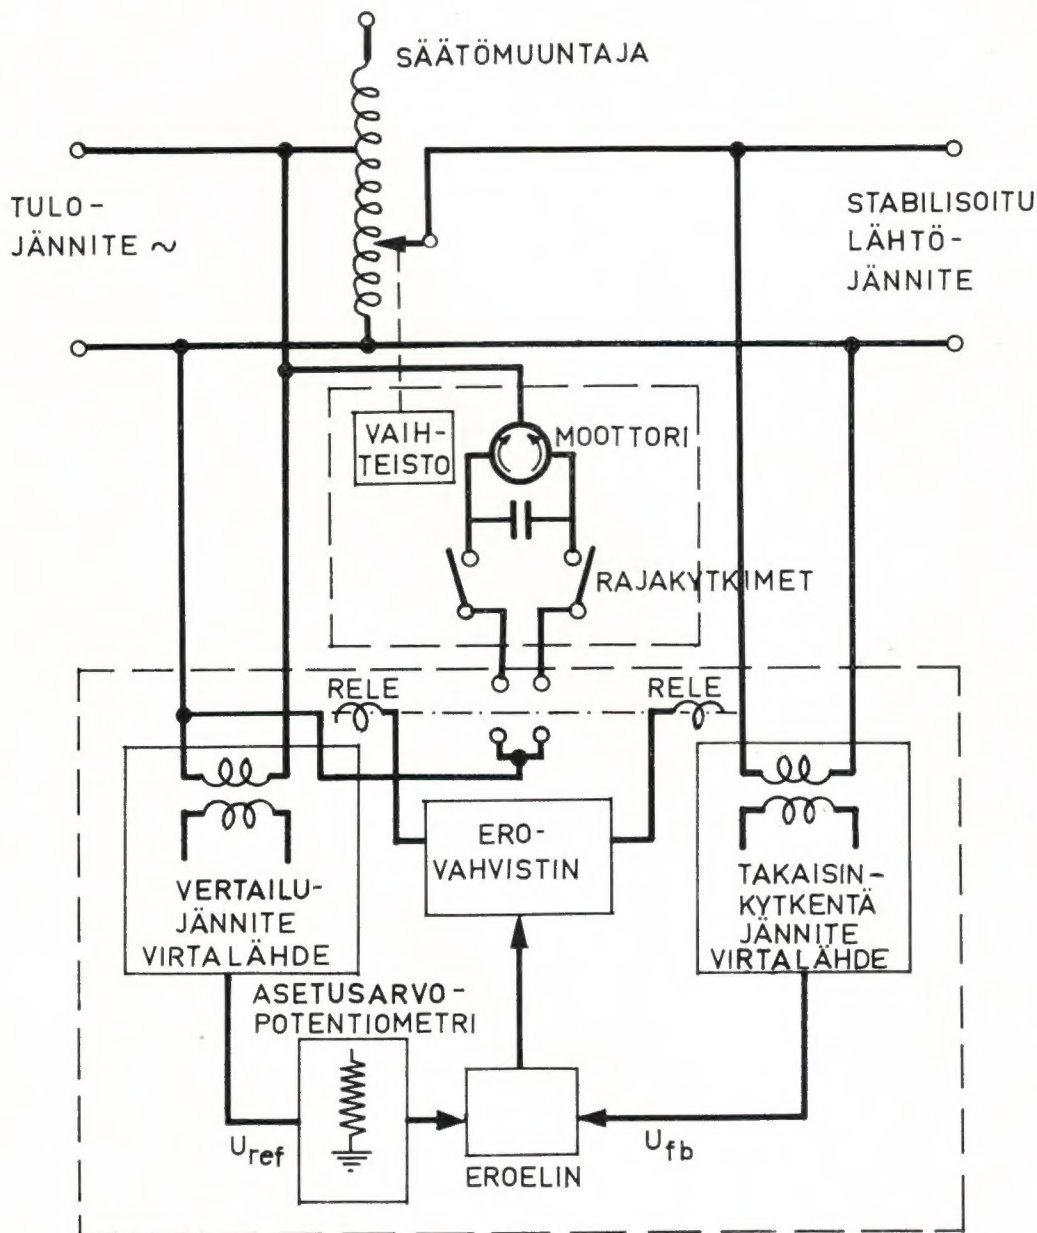 SÄÄTÖMUUNTAJA
TULO-
JÄNNITE ~
STABILISOITU
LÄHTÖ-
JÄNNITE
VAIH-
TEISTO
MOOTTORI
RAJAKYTKIMET
RELE
RELE
ERO-
VAHVISTIN
VERTAILU-
JÄNNITE
VIRTALÄHDE
TAKAISIN-
KYTKENTÄ
JÄNNITE
VIRTALÄHDE
ASETUSARVO-
POTENTIOMETRI
Uref
Ufb
EROELIN